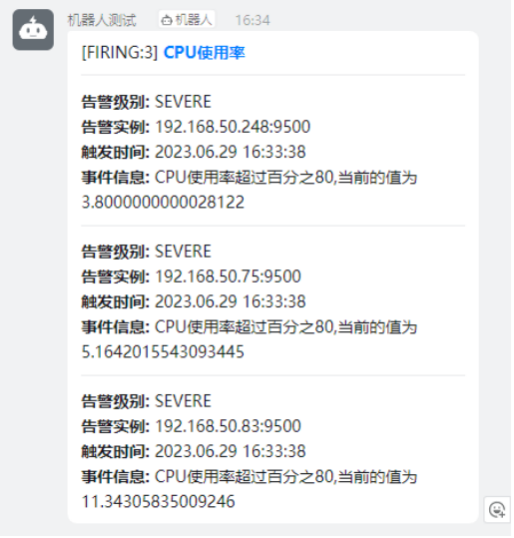 机器人测试 机器人 16:34
[FIRING:3] CPU使用率
告警级别: SEVERE
告警实例: 192.168.50.248:9500
触发时间: 2023.06.29 16:33:38
事件信息: CPU使用率超过百分之80,当前的值为
3.8000000000028122
告警级别: SEVERE
告警实例: 192.168.50.75:9500
触发时间: 2023.06.29 16:33:38
事件信息: CPU使用率超过百分之80,当前的值为
5.1642015543093445
告警级别: SEVERE
告警实例: 192.168.50.83:9500
触发时间: 2023.06.29 16:33:38
事件信息: CPU使用率超过百分之80,当前的值为
11.34305835009246